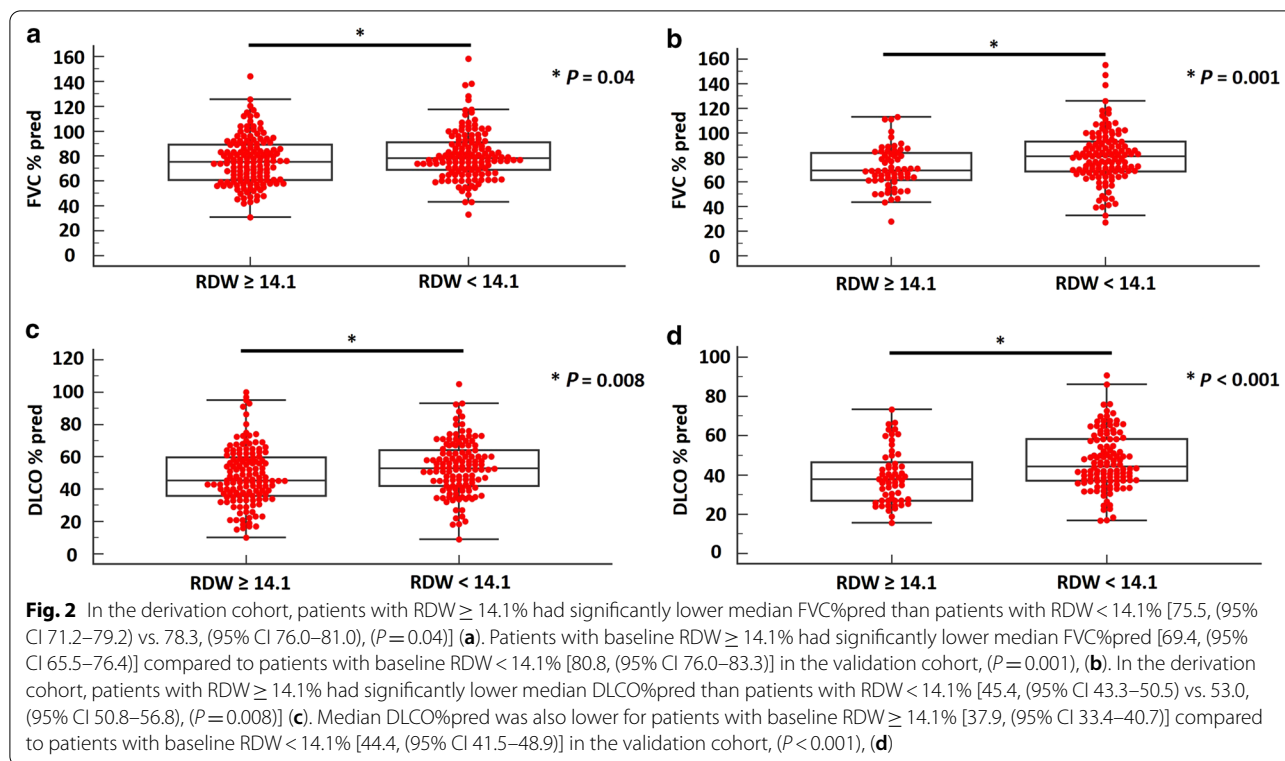 a
*
* P = 0.04
FVC % pred
160
140
120
100
80
60
40
20
0
RDW ≥ 14.1
RDW < 14.1
b
*
* P = 0.001
FVC % pred
160
140
120
100
80
60
40
20
0
RDW ≥ 14.1
RDW < 14.1
c
*
* P = 0.008
DLCO % pred
120
100
80
60
40
20
0
RDW ≥ 14.1
RDW < 14.1
d
*
* P < 0.001
DLCO % pred
100
80
60
40
20
0
RDW ≥ 14.1
RDW < 14.1
Fig. 2 In the derivation cohort, patients with RDW ≥ 14.1% had significantly lower median FVC%pred than patients with RDW < 14.1% [75.5, (95%
CI 71.2–79.2) vs. 78.3, (95% CI 76.0–81.0), (P = 0.04)] (a). Patients with baseline RDW ≥ 14.1% had significantly lower median FVC%pred [69.4, (95%
CI 65.5–76.4)] compared to patients with baseline RDW < 14.1% [80.8, (95% CI 76.0–83.3)] in the validation cohort, (P = 0.001), (b). In the derivation
cohort, patients with RDW ≥ 14.1% had significantly lower median DLCO%pred than patients with RDW < 14.1% [45.4, (95% CI 43.3–50.5) vs. 53.0,
(95% CI 50.8–56.8), (P = 0.008)] (c). Median DLCO%pred was also lower for patients with baseline RDW ≥ 14.1% [37.9, (95% CI 33.4–40.7)] compared
to patients with baseline RDW < 14.1% [44.4, (95% CI 41.5–48.9)] in the validation cohort, (P < 0.001), (d)